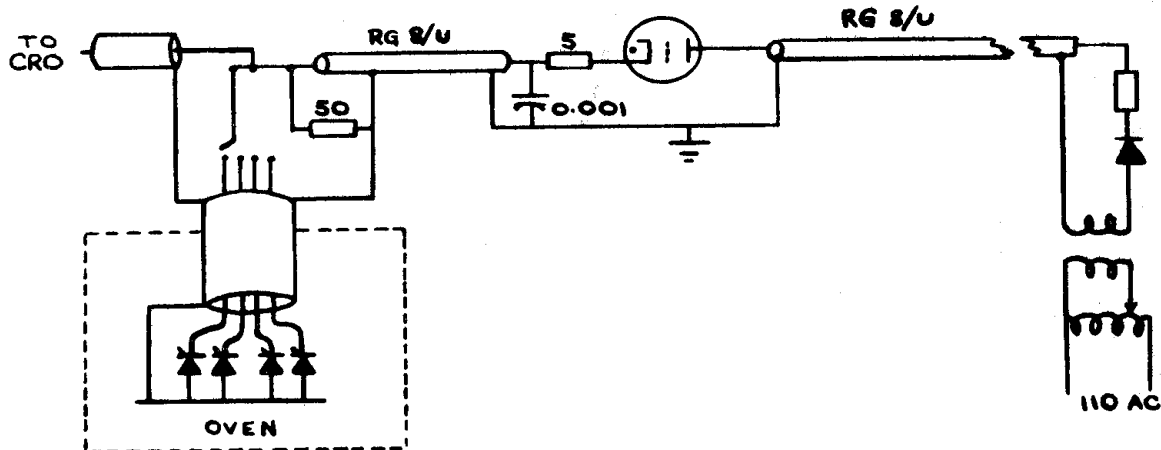 TO
CRO
RG 8/U
5
RG 8/U
50
0.001
110 AC
OVEN